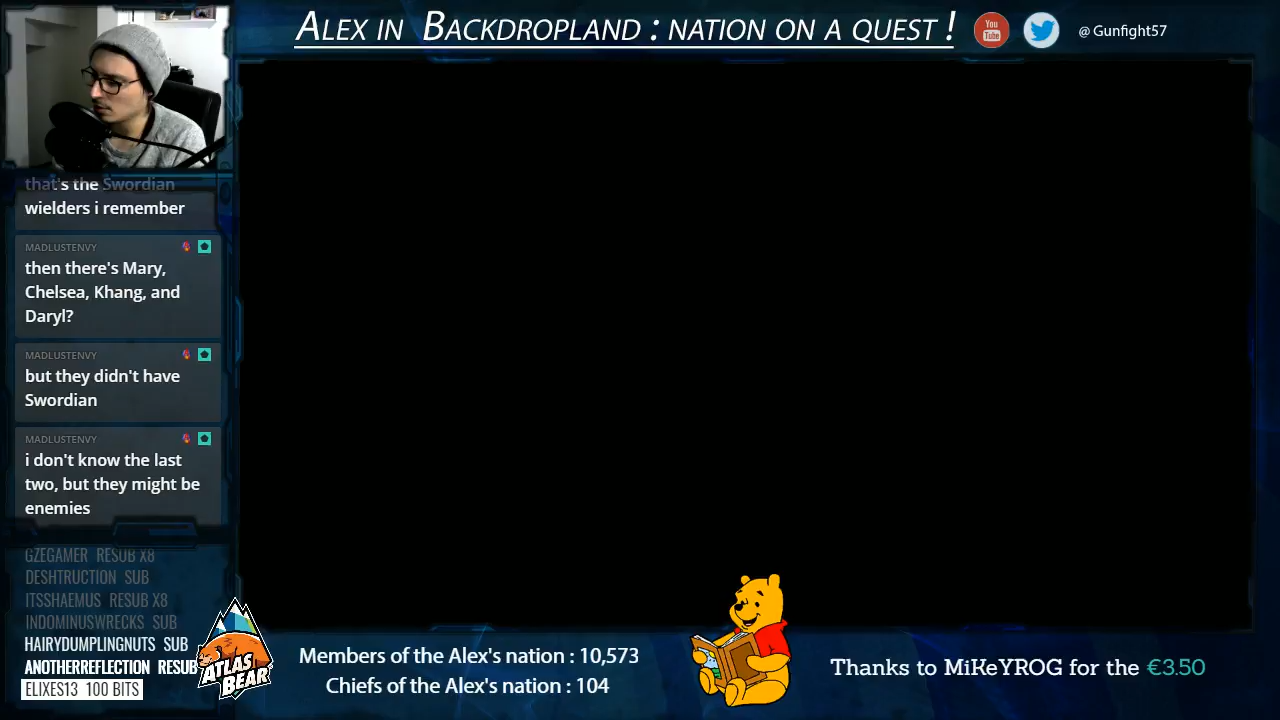 ALEX IN BACKDROPLAND : NATION ON A QUEST !
You
Tube
@ Gunfight57
that's the Swordian
wielders i remember
MADLUSTENVY
then there's Mary,
Chelsea, Khang, and
Daryl?
MADLUSTENVY
but they didn't have
Swordian
MADLUSTENVY
i don't know the last
two, but they might be
enemies
GZEGAMER RESUB X8
DESHTRUCTION SUB
ITSSHAEMUS RESUB X8
INDOMINUSWRECKS SUB
HAIRYDUMPLINGNUTS SUB
ANOTHERREFLECTION RESUB
ELIXES13 100 BITS
ATLAS
BEAR
Members of the Alex's nation : 10,573
Chiefs of the Alex's nation : 104
Thanks to MiKeYROG for the €3.50